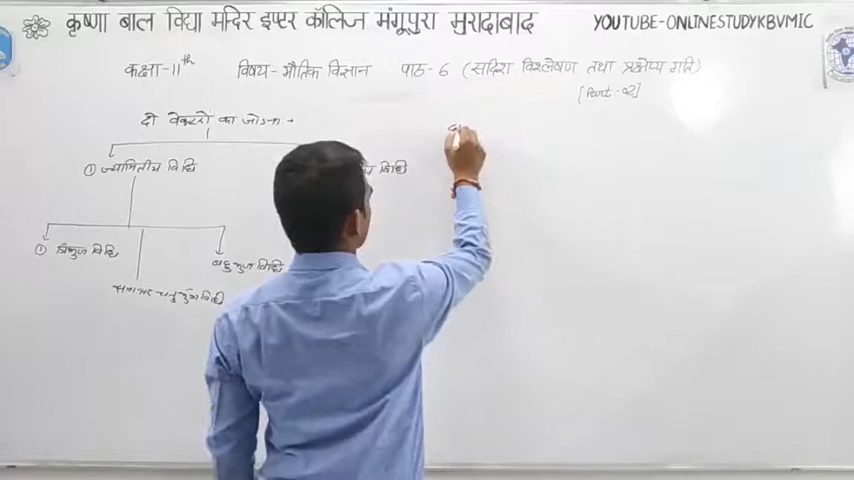 कृष्णा बाल विद्या मन्दिर इण्टर कॉलिज मंगूपुरा मुरादाबाद
YOUTUBE-ONLINESTUDYKBVMIC
कक्षा-11th विषय- भौतिक विज्ञान पाठ-6 (सदिश विश्लेषण तथा प्रक्षेप्य गति)
[Part-02]
दो वेक्टरों का जोड़ना →
① ज्यामितीय विधि
विधि
① त्रिभुज विधि
बहुभुज विधि
समान्तर चतुर्भुज विधि